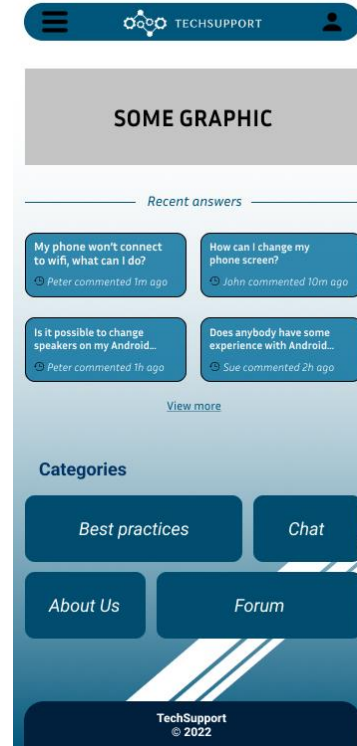 TECHSUPPORT
SOME GRAPHIC
Recent answers
My phone won't connect
to wifi, what can I do?
Peter commented 1m ago
How can I change my
phone screen?
John commented 10m ago
Is it possible to change
speakers on my Android...
Peter commented 1h ago
Does anybody have some
experience with Android...
Sue commented 2h ago
View more
Categories
Best practices
Chat
About Us
Forum
TechSupport
© 2022